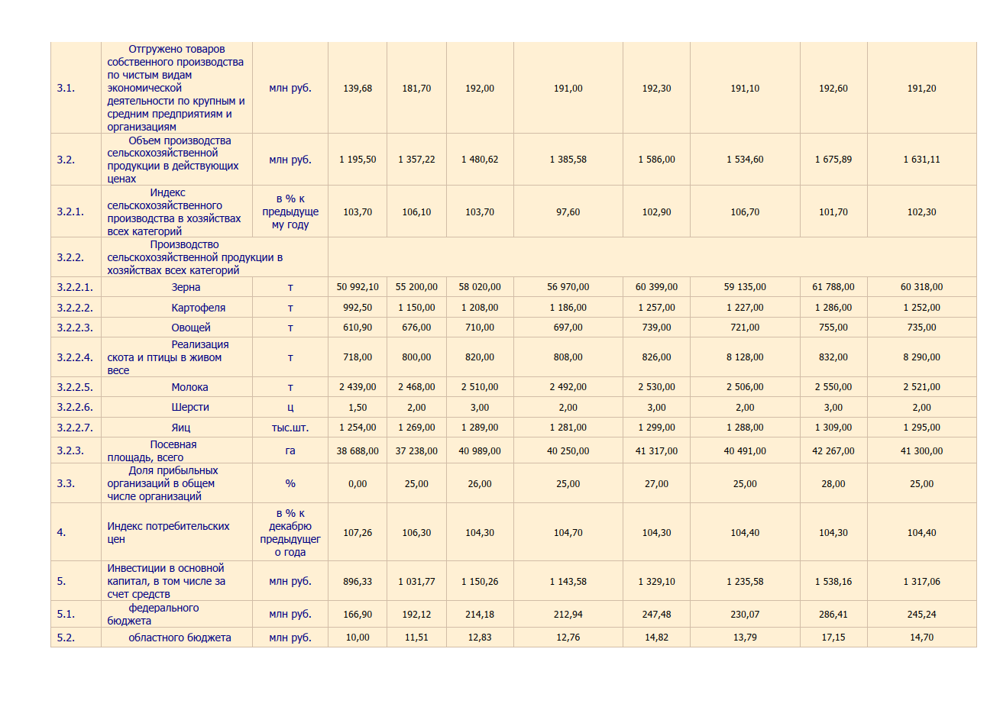 Отгружено товаров
собственного производства
по чистым видам
3.1. экономической млн руб. 139,68 181,70 192,00 191,00 192,30 191,10 192,60 191,20
деятельности по крупным и
средним предприятиям и
организациям
Объем производства
сельскохозяйственной
3.2. продукции в действующих млн руб. 1 195,50 1 357,22 1 480,62 1 385,58 1 586,00 1 534,60 1 675,89 1 631,11
ценах
Индекс
сельскохозяйственного в % к
3.2.1. производства в хозяйствах предыдуще 103,70 106,10 103,70 97,60 102,90 106,70 101,70 102,30
всех категорий му году
Производство
3.2.2. сельскохозяйственной продукции в
хозяйствах всех категорий
3.2.2.1. Зерна т 50 992,10 55 200,00 58 020,00 56 970,00 60 399,00 59 135,00 61 788,00 60 318,00
3.2.2.2. Картофеля т 992,50 1 150,00 1 208,00 1 186,00 1 257,00 1 227,00 1 286,00 1 252,00
3.2.2.3. Овощей т 610,90 676,00 710,00 697,00 739,00 721,00 755,00 735,00
Реализация
3.2.2.4. скота и птицы в живом т 718,00 800,00 820,00 808,00 826,00 8 128,00 832,00 8 290,00
весе
3.2.2.5. Молока т 2 439,00 2 468,00 2 510,00 2 492,00 2 530,00 2 506,00 2 550,00 2 521,00
3.2.2.6. Шерсти ц 1,50 2,00 3,00 2,00 3,00 2,00 3,00 2,00
3.2.2.7. Яиц тыс.шт. 1 254,00 1 269,00 1 289,00 1 281,00 1 299,00 1 288,00 1 309,00 1 295,00
Посевная
3.2.3. площадь, всего га 38 688,00 37 238,00 40 989,00 40 250,00 41 317,00 40 491,00 42 267,00 41 300,00
Доля прибыльных
3.3. организаций в общем % 0,00 25,00 26,00 25,00 27,00 25,00 28,00 25,00
числе организаций
в % к
4. Индекс потребительских декабрю 107,26 106,30 104,30 104,70 104,30 104,40 104,30 104,40
цен предыдущег
о года
Инвестиции в основной
5. капитал, в том числе за млн руб. 896,33 1 031,77 1 150,26 1 143,58 1 329,10 1 235,58 1 538,16 1 317,06
счет средств
федерального
5.1. бюджета млн руб. 166,90 192,12 214,18 212,94 247,48 230,07 286,41 245,24
5.2. областного бюджета млн руб. 10,00 11,51 12,83 12,76 14,82 13,79 17,15 14,70